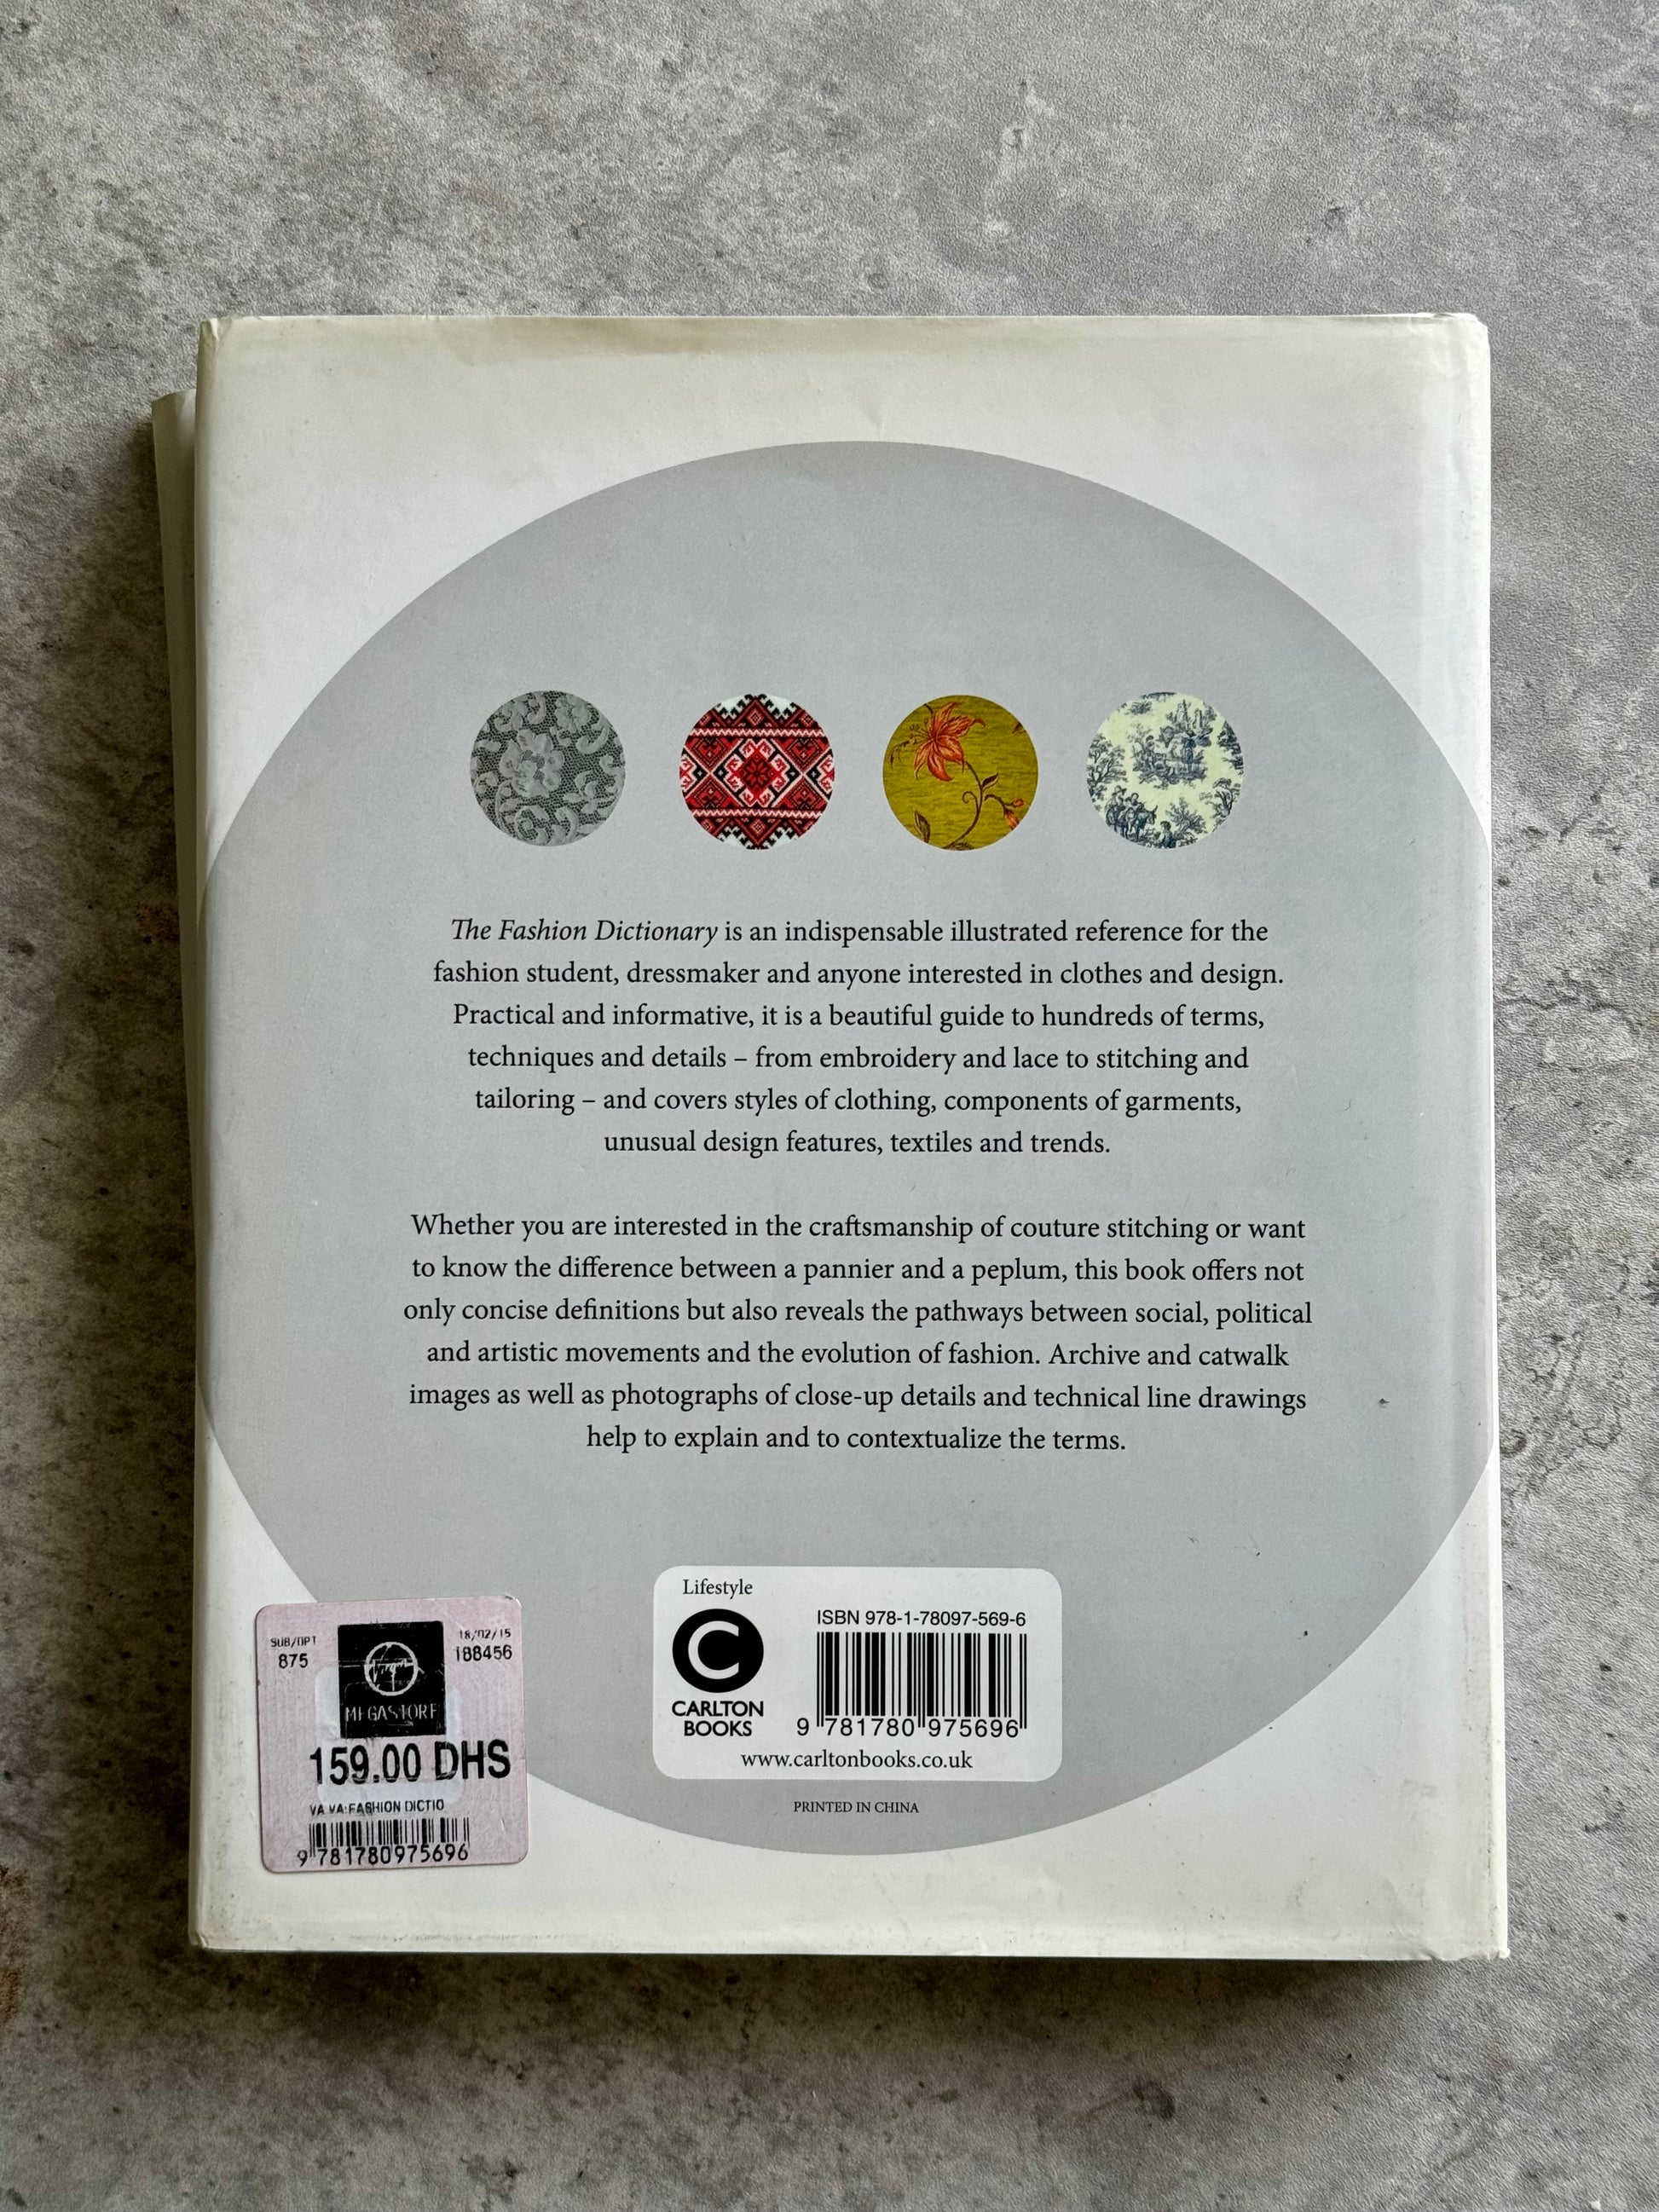 The Fashion Dictionary is an indispensable illustrated reference for the
fashion student, dressmaker and anyone interested in clothes and design.
Practical and informative, it is a beautiful guide to hundreds of terms,
techniques and details – from embroidery and lace to stitching and
tailoring – and covers styles of clothing, components of garments,
unusual design features, textiles and trends.
Whether you are interested in the craftsmanship of couture stitching or want
to know the difference between a pannier and a peplum, this book offers not
only concise definitions but also reveals the pathways between social, political
and artistic movements and the evolution of fashion. Archive and catwalk
images as well as photographs of close-up details and technical line drawings
help to explain and to contextualize the terms.
Lifestyle
C
CARLTON
BOOKS
ISBN 978-1-78097-569-6
9 781780 975696
www.carltonbooks.co.uk
PRINTED IN CHINA
SUB/DPT
875
18/02/15
188456
Virgin
MEGASTORE
159.00 DHS
VA VA:FASHION DICTIO
9 781780 975696